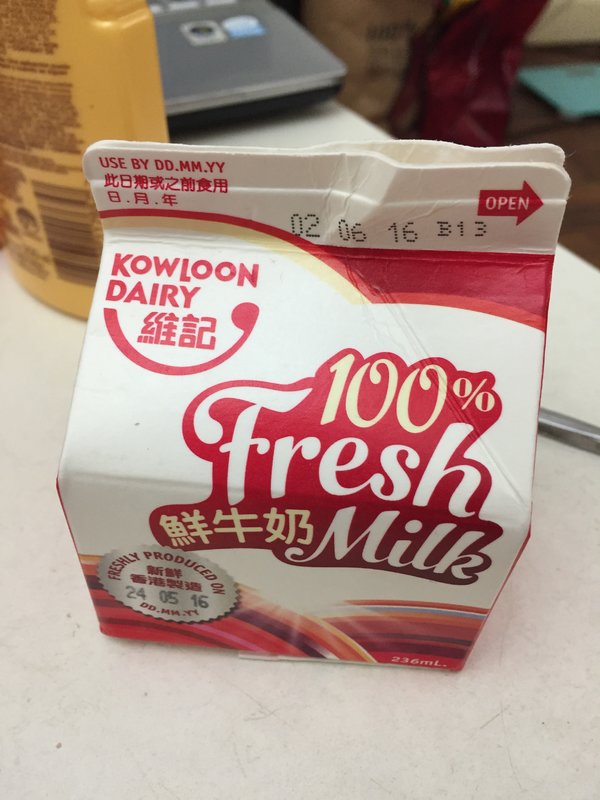 USE BY DD.MM.YY
此日期或之前食用
日.月.年
OPEN
02 06 16 B13
KOWLOON
DAIRY
維記
100%
Fresh
鮮牛奶 Milk
FRESHLY PRODUCED ON
新鮮
香港製造
24 05 16
DD.MM.YY
236mL.